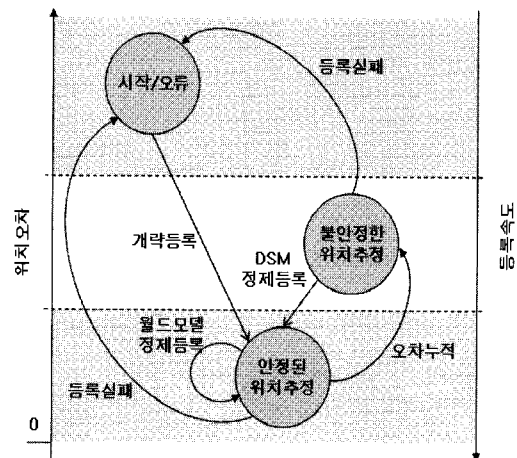 시작/오류
등록실패
위치오차
개략등록
DSM
정제등록
불안정한
위치추정
등록속도
월드모델
정제등록
안정된
위치추정
오차누적
등록실패
0